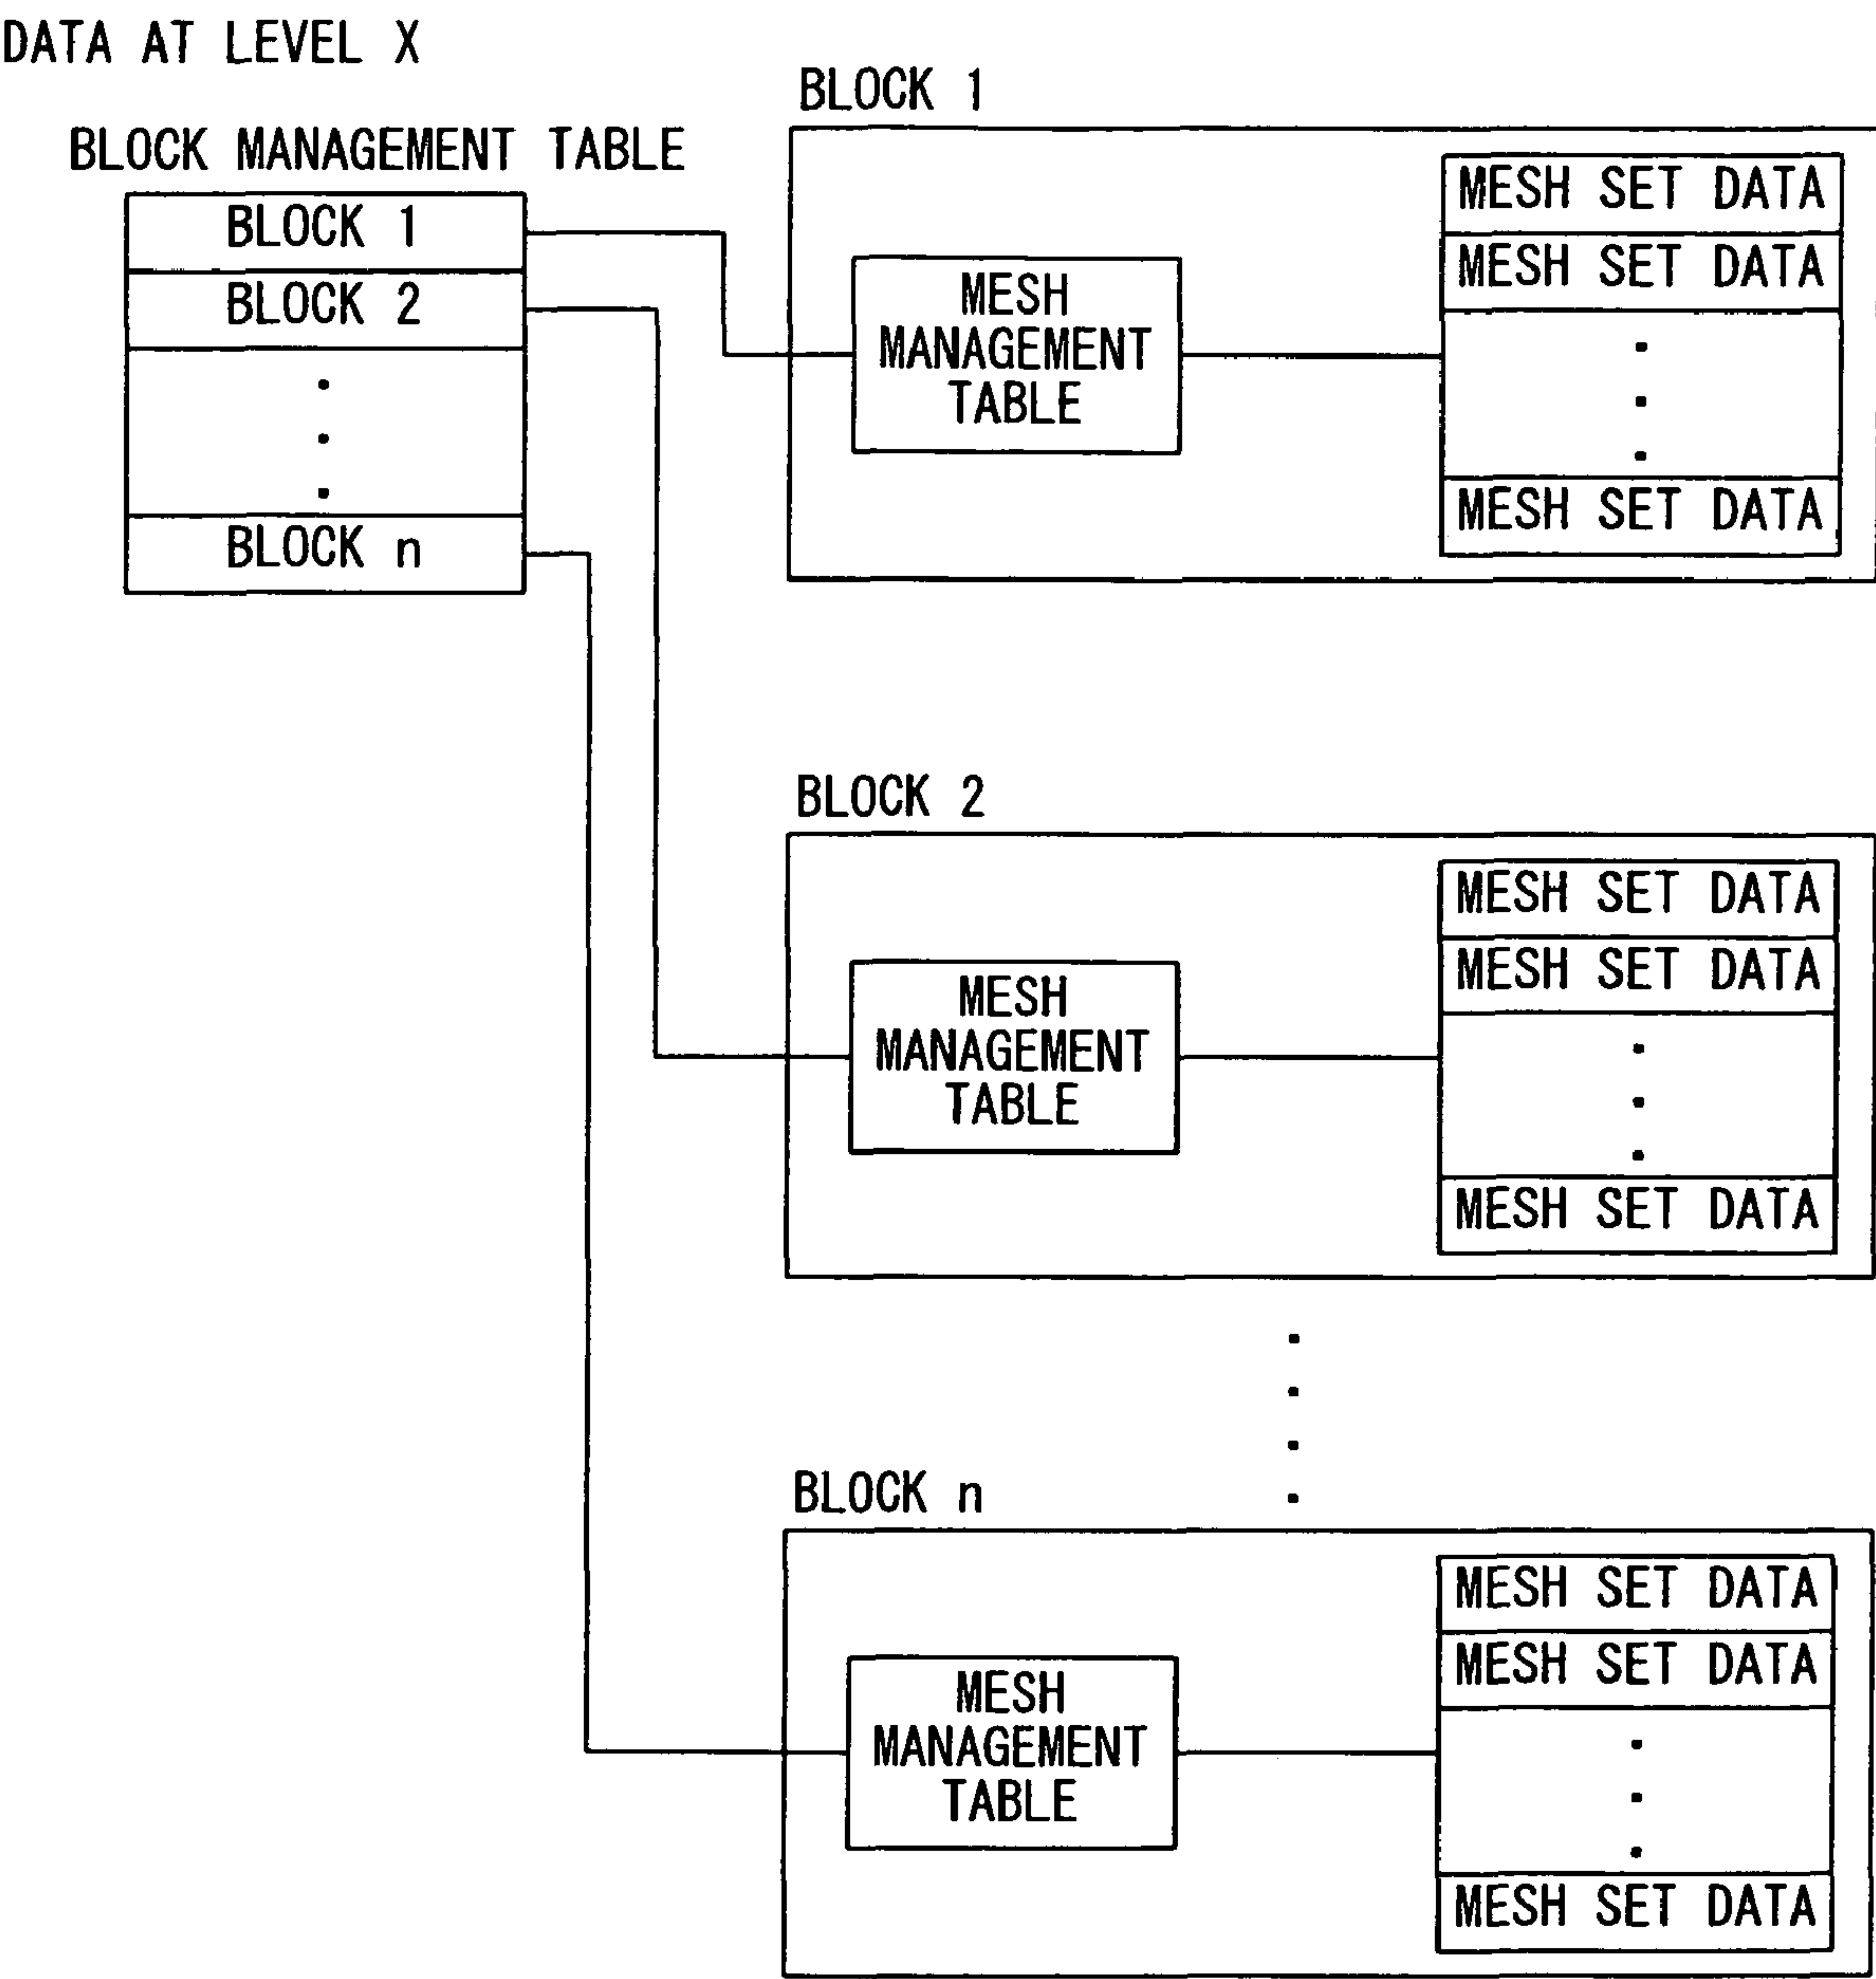 DATA AT LEVEL X
BLOCK MANAGEMENT TABLE
BLOCK 1
BLOCK 2
BLOCK n
BLOCK 1
MESH
MANAGEMENT
TABLE
MESH SET DATA
MESH SET DATA
MESH SET DATA
BLOCK 2
MESH
MANAGEMENT
TABLE
MESH SET DATA
MESH SET DATA
MESH SET DATA
BLOCK n
MESH
MANAGEMENT
TABLE
MESH SET DATA
MESH SET DATA
MESH SET DATA